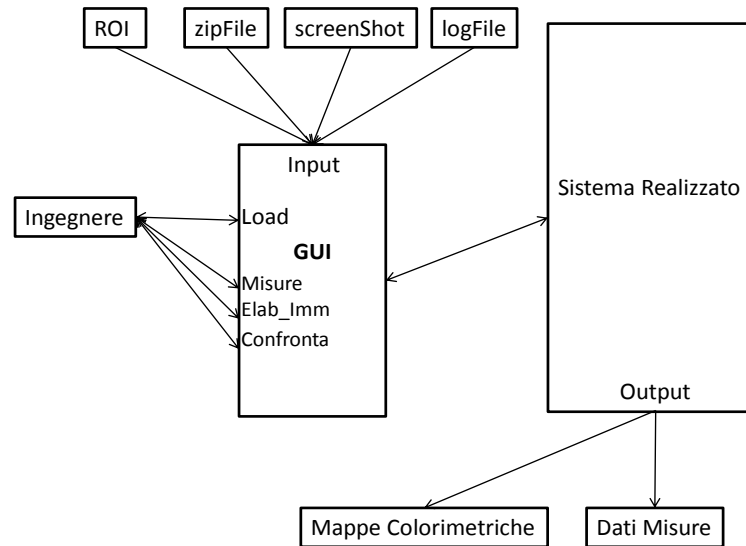 ROI
zipFile
screenShot
logFile
Input
Sistema Realizzato
Ingegnere
Load
GUI
Misure
Elab_Imm
Confronta
Output
Mappe Colorimetriche
Dati Misure